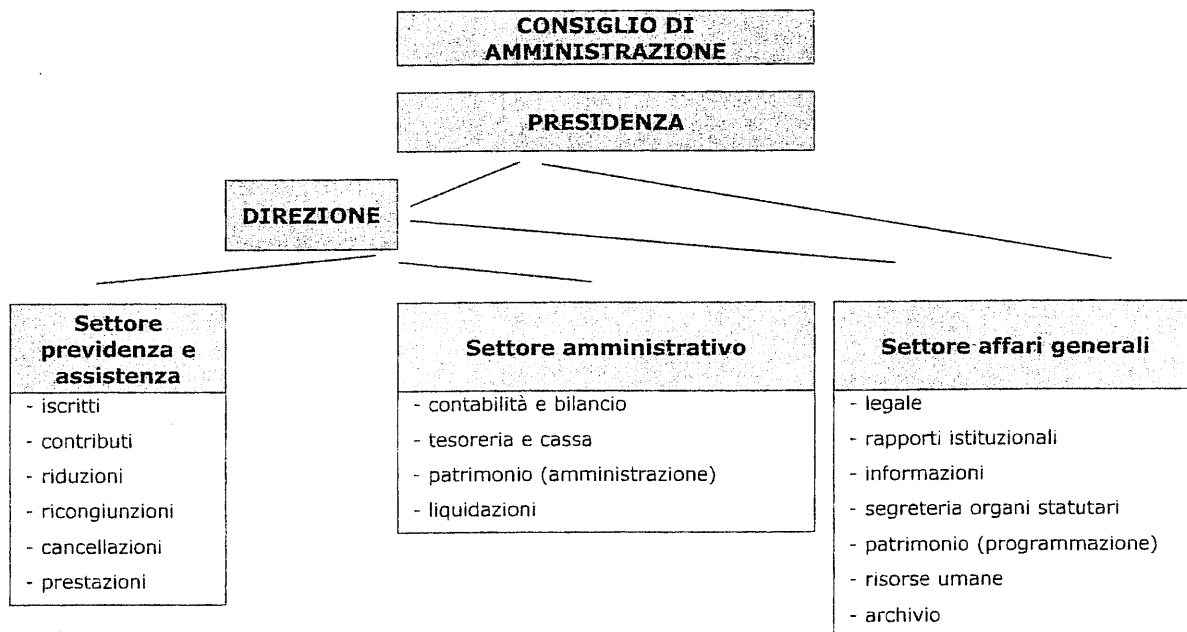 CONSIGLIO DI
AMMINISTRAZIONE
PRESIDENZA
DIREZIONE
Settore
previdenza e
assistenza
- iscritti
- contributi
- riduzioni
- ricongiunzioni
- cancellazioni
- prestazioni
Settore amministrativo
- contabilità e bilancio
- tesoreria e cassa
- patrimonio (amministrazione)
- liquidazioni
Settore affari generali
- legale
- rapporti istituzionali
- informazioni
- segreteria organi statutari
- patrimonio (programmazione)
- risorse umane
- archivio